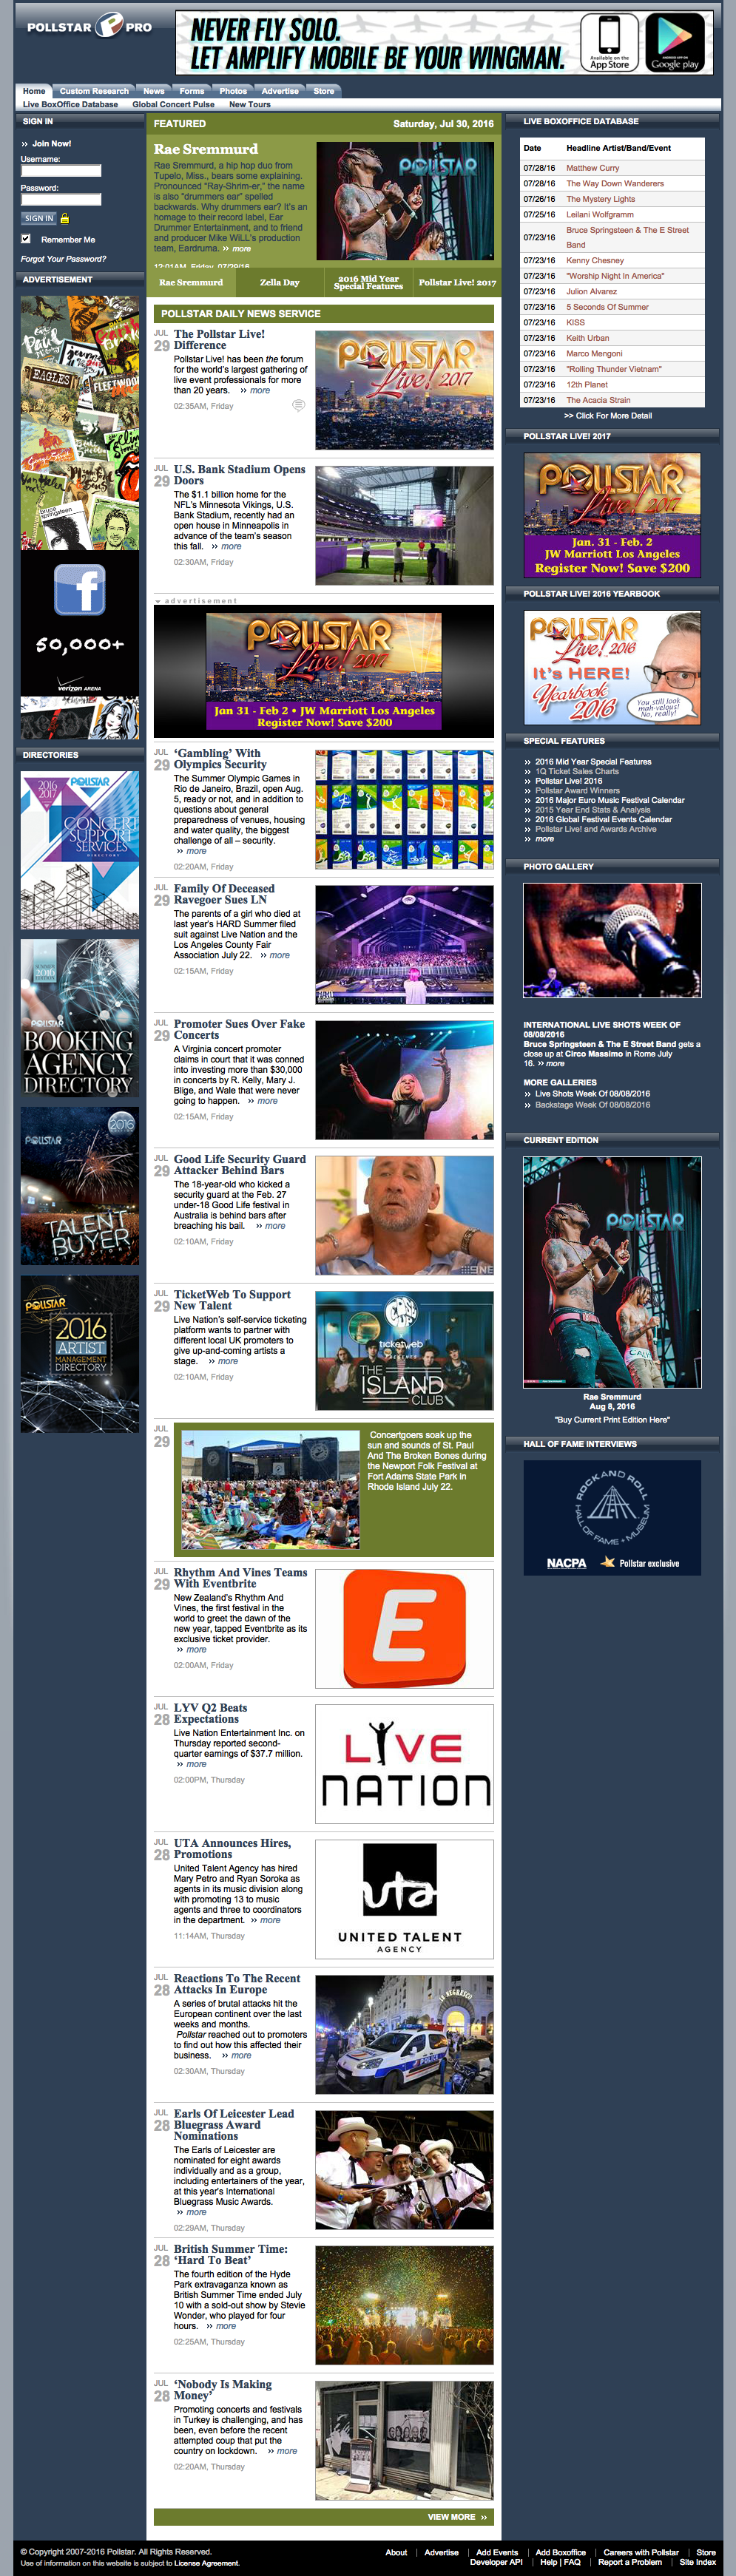 POLLSTAR PRO
NEVER FLY SOLO.
LET AMPLIFY MOBILE BE YOUR WINGMAN.
Available on the
App Store
Google play
Home Custom Research News Forms Photos Advertise Store
Live BoxOffice Database Global Concert Pulse New Tours
SIGN IN
›› Join Now!
Username:
Password:
SIGN IN
Remember Me
Forgot Your Password?
ADVERTISEMENT
EAGLES
FLEETWOOD
bruce springsteen
50,000+
verizon ARENA
DIRECTORIES
2016
2017
POLLSTAR
CONCERT
SUPPORT
SERVICES
DIRECTORY
SUMMER
2016
EDITION
POLLSTAR
BOOKING
AGENCY
DIRECTORY
POLLSTAR
2016
TALENT
BUYER
POLLSTAR
2016
ARTIST
MANAGEMENT
DIRECTORY
FEATURED Saturday, Jul 30, 2016
Rae Sremmurd
Rae Sremmurd, a hip hop duo from
Tupelo, Miss., bears some explaining.
Pronounced "Ray-Shrim-er," the name
is also "drummers ear" spelled
backwards. Why drummers ear? It's an
homage to their record label, Ear
Drummer Entertainment, and to friend
and producer Mike WiLL's production
team, Eardruma. ›› more
12:01AM, Friday, 07/29/16
POLLSTAR
Rae Sremmurd
Zella Day
2016 Mid Year
Special Features
Pollstar Live! 2017
POLLSTAR DAILY NEWS SERVICE
JUL
29
The Pollstar Live!
Difference
Pollstar Live! has been the forum
for the world's largest gathering of
live event professionals for more
than 20 years. ›› more
02:35AM, Friday
POLLSTAR
Live! 2017
JUL
29
U.S. Bank Stadium Opens
Doors
The $1.1 billion home for the
NFL's Minnesota Vikings, U.S.
Bank Stadium, recently had an
open house in Minneapolis in
advance of the team's season
this fall. ›› more
02:30AM, Friday
advertisement
POLLSTAR
Live! 2017
Jan 31 - Feb 2 • JW Marriott Los Angeles
Register Now! Save $200
JUL
29
‘Gambling’ With
Olympics Security
The Summer Olympic Games in
Rio de Janeiro, Brazil, open Aug.
5, ready or not, and in addition to
questions about general
preparedness of venues, housing
and water quality, the biggest
challenge of all – security.
›› more
02:20AM, Friday
JUL
29
Family Of Deceased
Ravegoer Sues LN
The parents of a girl who died at
last year's HARD Summer filed
suit against Live Nation and the
Los Angeles County Fair
Association July 22. ›› more
02:15AM, Friday
JUL
29
Promoter Sues Over Fake
Concerts
A Virginia concert promoter
claims in court that it was conned
into investing more than $30,000
in concerts by R. Kelly, Mary J.
Blige, and Wale that were never
going to happen. ›› more
02:15AM, Friday
JUL
29
Good Life Security Guard
Attacker Behind Bars
The 18-year-old who kicked a
security guard at the Feb. 27
under-18 Good Life festival in
Australia is behind bars after
breaching his bail. ›› more
02:10AM, Friday
JUL
29
TicketWeb To Support
New Talent
Live Nation's self-service ticketing
platform wants to partner with
different local UK promoters to
give up-and-coming artists a
stage. ›› more
02:10AM, Friday
ticketweb
PRESENTS
THE
ISLAND
CLUB
JUL
29
Concertgoers soak up the
sun and sounds of St. Paul
And The Broken Bones during
the Newport Folk Festival at
Fort Adams State Park in
Rhode Island July 22.
JUL
29
Rhythm And Vines Teams
With Eventbrite
New Zealand's Rhythm And
Vines, the first festival in the
world to greet the dawn of the
new year, tapped Eventbrite as its
exclusive ticket provider.
›› more
02:00AM, Friday
E
JUL
28
LYV Q2 Beats
Expectations
Live Nation Entertainment Inc. on
Thursday reported second-
quarter earnings of $37.7 million.
›› more
02:00PM, Thursday
LIVE
NATION
JUL
28
UTA Announces Hires,
Promotions
United Talent Agency has hired
Mary Petro and Ryan Soroka as
agents in its music division along
with promoting 13 to music
agents and three to coordinators
in the department. ›› more
11:14AM, Thursday
uta
UNITED TALENT
AGENCY
JUL
28
Reactions To The Recent
Attacks In Europe
A series of brutal attacks hit the
European continent over the last
weeks and months.
Pollstar reached out to promoters
to find out how this affected their
business. ›› more
02:30AM, Thursday
JUL
28
Earls Of Leicester Lead
Bluegrass Award
Nominations
The Earls of Leicester are
nominated for eight awards
individually and as a group,
including entertainers of the year,
at this year's International
Bluegrass Music Awards.
›› more
02:29AM, Thursday
JUL
28
British Summer Time:
‘Hard To Beat’
The fourth edition of the Hyde
Park extravaganza known as
British Summer Time ended July
10 with a sold-out show by Stevie
Wonder, who played for four
hours. ›› more
02:25AM, Thursday
JUL
28
‘Nobody Is Making
Money’
Promoting concerts and festivals
in Turkey is challenging, and has
been, even before the recent
attempted coup that put the
country on lockdown. ›› more
02:20AM, Thursday
VIEW MORE ››
LIVE BOXOFFICE DATABASE
Date Headline Artist/Band/Event
07/28/16 Matthew Curry
07/28/16 The Way Down Wanderers
07/26/16 The Mystery Lights
07/25/16 Leilani Wolfgramm
07/23/16 Bruce Springsteen & The E Street
Band
07/23/16 Kenny Chesney
07/23/16 "Worship Night In America"
07/23/16 Julion Alvarez
07/23/16 5 Seconds Of Summer
07/23/16 KISS
07/23/16 Keith Urban
07/23/16 Marco Mengoni
07/23/16 "Rolling Thunder Vietnam"
07/23/16 12th Planet
07/23/16 The Acacia Strain
>> Click For More Detail
POLLSTAR LIVE! 2017
POLLSTAR
Live! 2017
Jan. 31 - Feb. 2
JW Marriott Los Angeles
Register Now! Save $200
POLLSTAR LIVE! 2016 YEARBOOK
POLLSTAR
Live! 2016
It's HERE!
Yearbook
2016
You still look
mah-velous!
No, really!
SPECIAL FEATURES
›› 2016 Mid Year Special Features
›› 1Q Ticket Sales Charts
›› Pollstar Live! 2016
›› Pollstar Award Winners
›› 2016 Major Euro Music Festival Calendar
›› 2015 Year End Stats & Analysis
›› 2016 Global Festival Events Calendar
›› Pollstar Live! and Awards Archive
›› more
PHOTO GALLERY
INTERNATIONAL LIVE SHOTS WEEK OF
08/08/2016
Bruce Springsteen & The E Street Band gets a
close up at Circo Massimo in Rome July
16. ›› more
MORE GALLERIES
›› Live Shots Week Of 08/08/2016
›› Backstage Week Of 08/08/2016
CURRENT EDITION
POLLSTAR
Rae Sremmurd
Aug 8, 2016
"Buy Current Print Edition Here"
HALL OF FAME INTERVIEWS
ROCK AND ROLL
HALL OF FAME + MUSEUM
NACPA Pollstar exclusive
© Copyright 2007-2016 Pollstar. All Rights Reserved.
Use of information on this website is subject to License Agreement.
About | Advertise | Add Events | Add Boxoffice | Careers with Pollstar | Store
Developer API | Help | FAQ | Report a Problem | Site Index